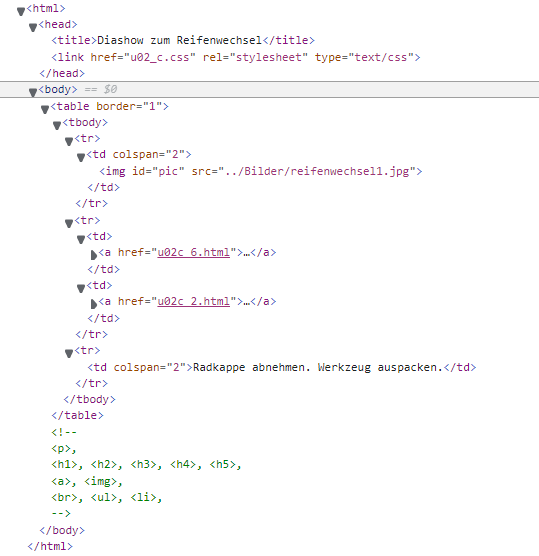 <html>
<head>
<title>Diashow zum Reifenwechsel</title>
<link href="u02_c.css" rel="stylesheet" type="text/css">
</head>
<body> == $0
<table border="1">
<tbody>
<tr>
<td colspan="2">
<img id="pic" src="../Bilder/reifenwechsel1.jpg">
</td>
</tr>
<tr>
<td>
<a href="u02c_6.html">…</a>
</td>
<td>
<a href="u02c_2.html">…</a>
</td>
</tr>
<tr>
<td colspan="2">Radkappe abnehmen. Werkzeug auspacken.</td>
</tr>
</tbody>
</table>
<!--
<p>,
<h1>, <h2>, <h3>, <h4>, <h5>,
<a>, <img>,
<br>, <ul>, <li>,
-->
</body>
</html>